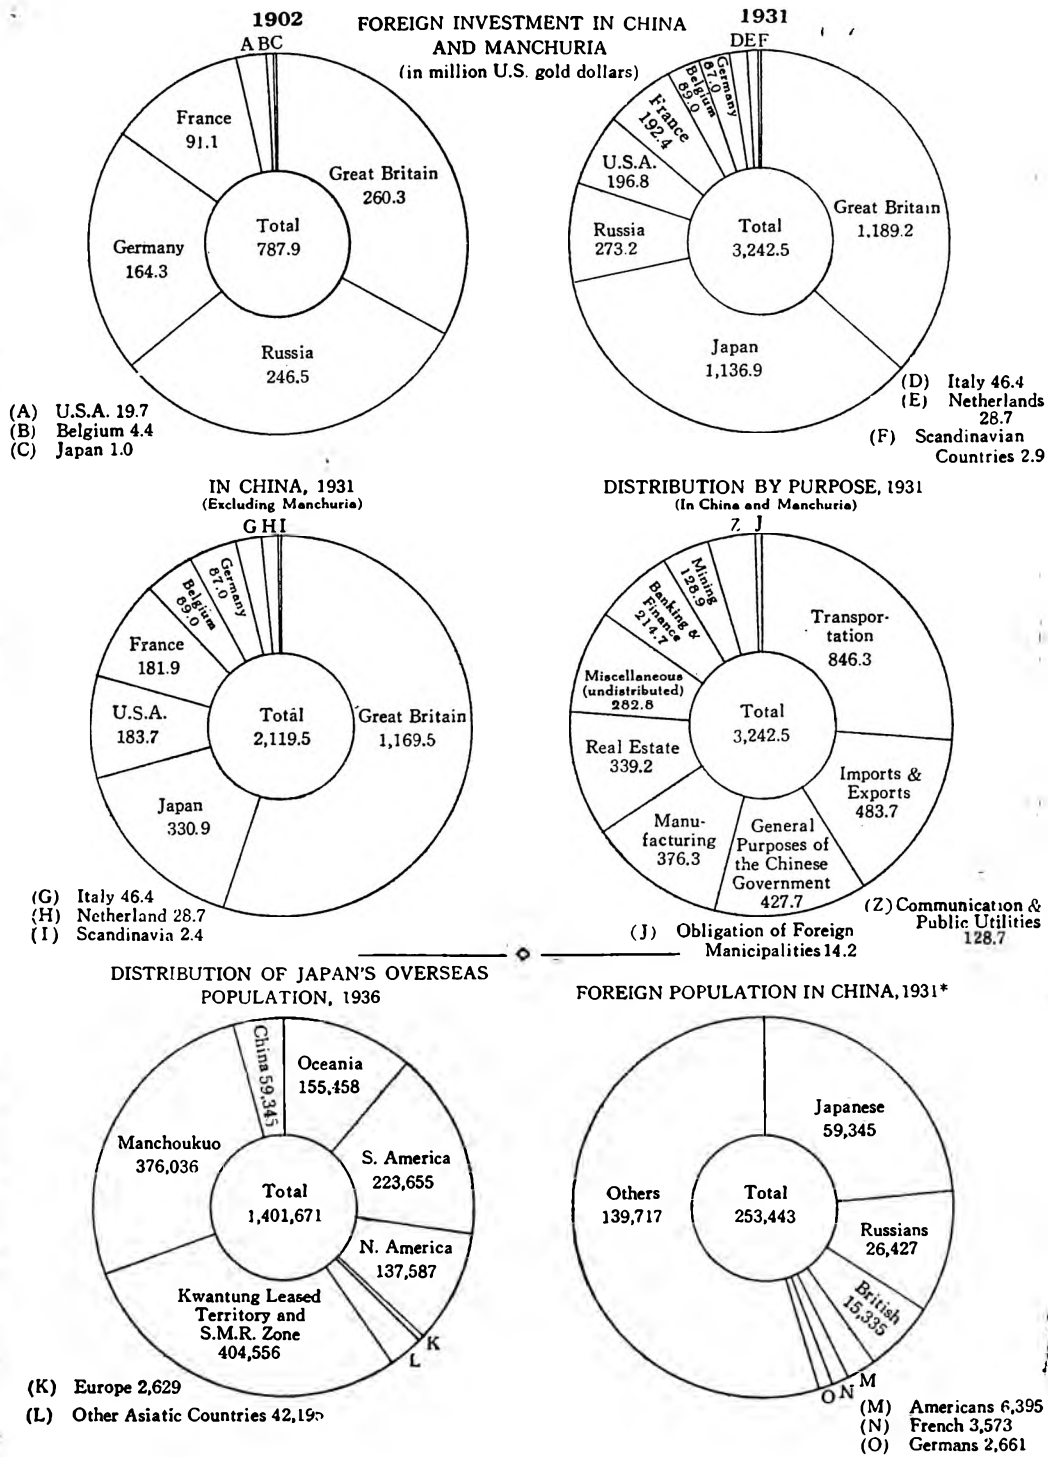 1902
FOREIGN INVESTMENT IN CHINA
AND MANCHURIA
(in million U.S. gold dollars)
1931
A B C
France
91.1
Great Britain
260.3
Total
787.9
Germany
164.3
Russia
246.5
(A) U.S.A. 19.7
(B) Belgium 4.4
(C) Japan 1.0
D E F
Germany
87.0
Belgium
89.0
France
192.4
U.S.A.
196.8
Russia
273.2
Total
3,242.5
Great Britain
1,189.2
Japan
1,136.9
(D) Italy 46.4
(E) Netherlands
28.7
(F) Scandinavian
Countries 2.9
IN CHINA, 1931
(Excluding Manchuria)
G H I
Germany
87.0
Belgium
89.0
France
181.9
U.S.A.
183.7
Total
2,119.5
Great Britain
1,169.5
Japan
330.9
(G) Italy 46.4
(H) Netherland 28.7
(I) Scandinavia 2.4
DISTRIBUTION BY PURPOSE, 1931
(In China and Manchuria)
Z J
Mining
128.9
Banking &
Finance
214.7
Transpor-
tation
846.3
Miscellaneous
(undistributed)
282.8
Total
3,242.5
Real Estate
339.2
Imports &
Exports
483.7
Manu-
facturing
376.3
General
Purposes of
the Chinese
Government
427.7
(Z) Communication &
Public Utilities
128.7
(J) Obligation of Foreign
Manicipalities 14.2
DISTRIBUTION OF JAPAN'S OVERSEAS
POPULATION, 1936
China 59,345
Oceania
155,458
Manchoukuo
376,036
S. America
223,655
Total
1,401,671
N. America
137,587
Kwantung Leased
Territory and
S.M.R. Zone
404,556
K
L
(K) Europe 2,629
(L) Other Asiatic Countries
FOREIGN POPULATION IN CHINA, 1931*
Japanese
59,345
Others
139,717
Total
253,443
Russians
26,427
British
15,335
O N M
(M) Americans 6,395
(N) French 3,573
(O) Germans 2,661